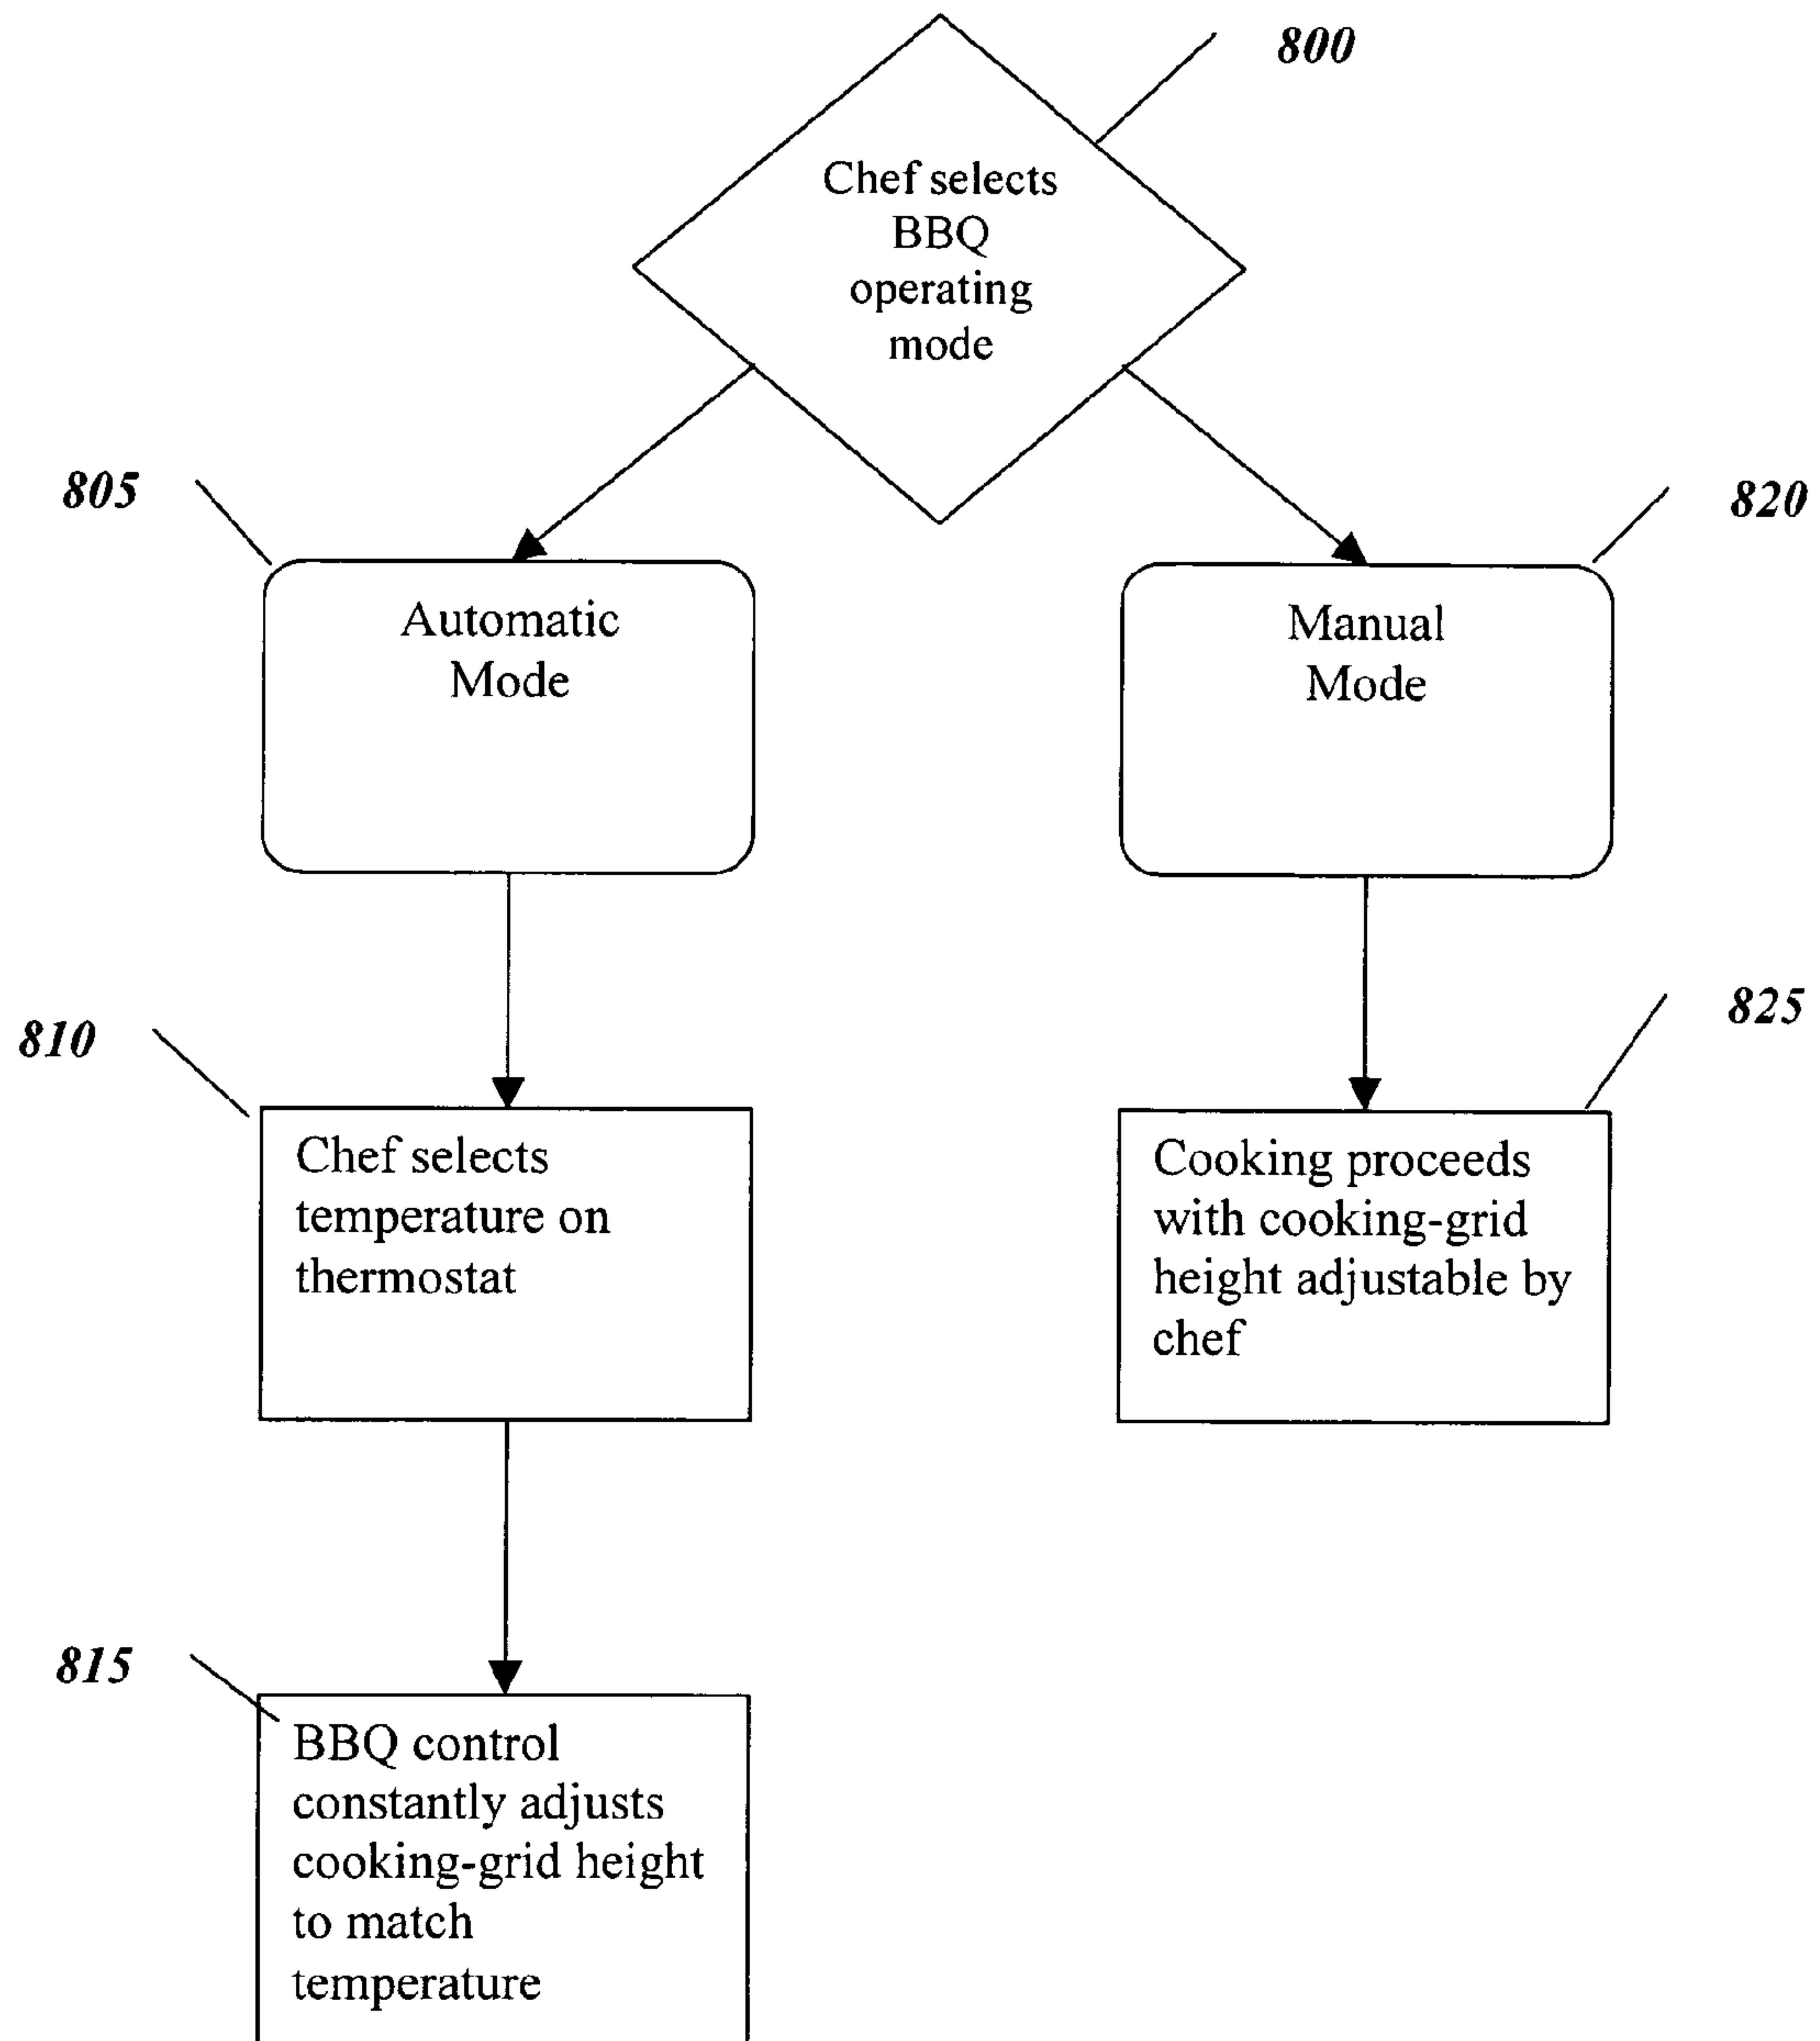 800
Chef selects
BBQ
operating
mode
805
820
Automatic
Mode
Manual
Mode
810
825
Chef selects
temperature on
thermostat
Cooking proceeds
with cooking-grid
height adjustable by
chef
815
BBQ control
constantly adjusts
cooking-grid height
to match
temperature